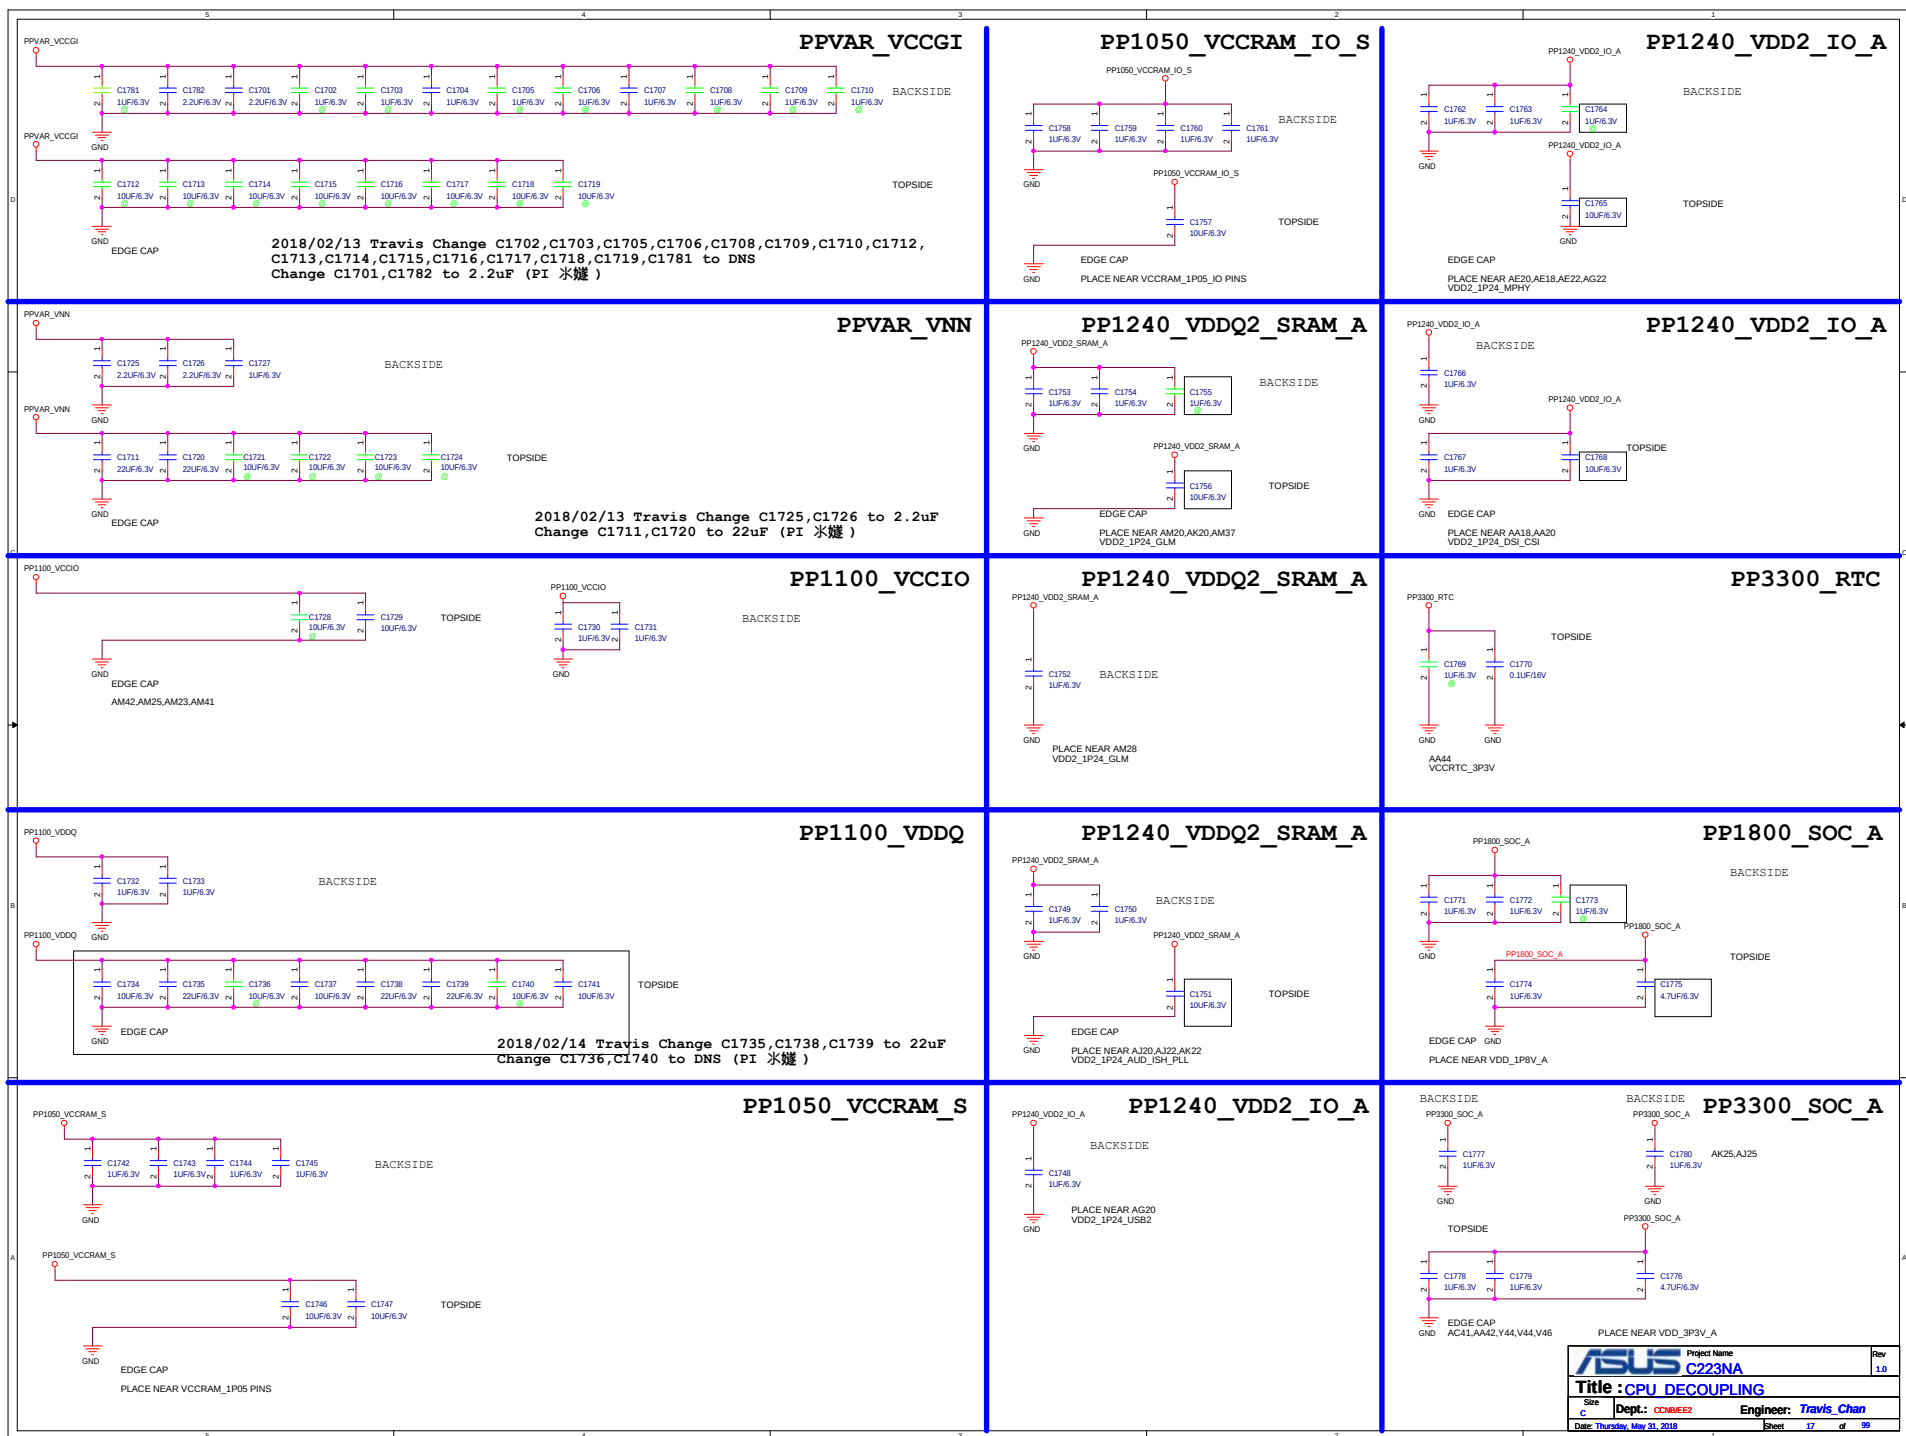 PPVAR_VCCGI
PPVAR_VCCGI
C1781 1UF/6.3V @
C1782 2.2UF/6.3V
C1701 2.2UF/6.3V
C1702 1UF/6.3V @
C1703 1UF/6.3V @
C1704 1UF/6.3V
C1705 1UF/6.3V @
C1706 1UF/6.3V @
C1707 1UF/6.3V
C1708 1UF/6.3V @
C1709 1UF/6.3V @
C1710 1UF/6.3V @
BACKSIDE
GND
PPVAR_VCCGI
C1712 10UF/6.3V @
C1713 10UF/6.3V @
C1714 10UF/6.3V @
C1715 10UF/6.3V @
C1716 10UF/6.3V @
C1717 10UF/6.3V @
C1718 10UF/6.3V @
C1719 10UF/6.3V @
TOPSIDE
GND
EDGE CAP
2018/02/13 Travis Change C1702,C1703,C1705,C1706,C1708,C1709,C1710,C1712,
C1713,C1714,C1715,C1716,C1717,C1718,C1719,C1781 to DNS
Change C1701,C1782 to 2.2uF (PI )
PP1050_VCCRAM_IO_S
PP1050_VCCRAM_IO_S
C1758 1UF/6.3V
C1759 1UF/6.3V
C1760 1UF/6.3V
C1761 1UF/6.3V
BACKSIDE
GND
PP1050_VCCRAM_IO_S
C1757 10UF/6.3V
TOPSIDE
GND
EDGE CAP
PLACE NEAR VCCRAM_1P05_IO PINS
PP1240_VDD2_IO_A
PP1240_VDD2_IO_A
C1762 1UF/6.3V
C1763 1UF/6.3V
C1764 1UF/6.3V @
BACKSIDE
GND
PP1240_VDD2_IO_A
C1765 10UF/6.3V
TOPSIDE
GND
EDGE CAP
PLACE NEAR AE20,AE18,AE22,AG22
VDD2_1P24_MPHY
PPVAR_VNN
PPVAR_VNN
C1725 2.2UF/6.3V
C1726 2.2UF/6.3V
C1727 1UF/6.3V
BACKSIDE
GND
PPVAR_VNN
C1711 22UF/6.3V
C1720 22UF/6.3V
C1721 10UF/6.3V @
C1722 10UF/6.3V @
C1723 10UF/6.3V @
C1724 10UF/6.3V @
TOPSIDE
GND
EDGE CAP
2018/02/13 Travis Change C1725,C1726 to 2.2uF
Change C1711,C1720 to 22uF (PI )
PP1240_VDDQ2_SRAM_A
PP1240_VDD2_SRAM_A
C1753 1UF/6.3V
C1754 1UF/6.3V
C1755 1UF/6.3V @
BACKSIDE
GND
PP1240_VDD2_SRAM_A
C1756 10UF/6.3V
TOPSIDE
GND
EDGE CAP
PLACE NEAR AM20,AK20,AM37
VDD2_1P24_GLM
PP1240_VDD2_IO_A
PP1240_VDD2_IO_A
BACKSIDE
C1766 1UF/6.3V
GND
PP1240_VDD2_IO_A
C1767 1UF/6.3V
C1768 10UF/6.3V
TOPSIDE
GND
EDGE CAP
PLACE NEAR AA18,AA20
VDD2_1P24_DSI_CSI
PP1100_VCCIO
PP1100_VCCIO
C1728 10UF/6.3V @
C1729 10UF/6.3V
TOPSIDE
GND
EDGE CAP
AM42,AM25,AM23,AM41
PP1100_VCCIO
C1730 1UF/6.3V
C1731 1UF/6.3V
BACKSIDE
GND
PP1240_VDDQ2_SRAM_A
PP1240_VDD2_SRAM_A
C1752 1UF/6.3V
BACKSIDE
GND
PLACE NEAR AM28
VDD2_1P24_GLM
PP3300_RTC
PP3300_RTC
TOPSIDE
C1769 1UF/6.3V @
C1770 0.1UF/16V
GND
GND
AA44
VCCRTC_3P3V
PP1100_VDDQ
PP1100_VDDQ
C1732 1UF/6.3V
C1733 1UF/6.3V
BACKSIDE
GND
PP1100_VDDQ
C1734 10UF/6.3V
C1735 22UF/6.3V
C1736 10UF/6.3V @
C1737 10UF/6.3V
C1738 22UF/6.3V
C1739 22UF/6.3V
C1740 10UF/6.3V @
C1741 10UF/6.3V
TOPSIDE
GND
EDGE CAP
2018/02/14 Travis Change C1735,C1738,C1739 to 22uF
Change C1736,C1740 to DNS (PI )
PP1240_VDDQ2_SRAM_A
PP1240_VDD2_SRAM_A
C1749 1UF/6.3V
C1750 1UF/6.3V
BACKSIDE
GND
PP1240_VDD2_SRAM_A
C1751 10UF/6.3V
TOPSIDE
GND
EDGE CAP
PLACE NEAR AJ20,AJ22,AK22
VDD2_1P24_AUD_ISH_PLL
PP1800_SOC_A
PP1800_SOC_A
BACKSIDE
C1771 1UF/6.3V
C1772 1UF/6.3V
C1773 1UF/6.3V @
GND
PP1800_SOC_A
PP1800_SOC_A
TOPSIDE
C1774 1UF/6.3V
C1775 4.7UF/6.3V
EDGE CAP
GND
PLACE NEAR VDD_1P8V_A
PP1050_VCCRAM_S
PP1050_VCCRAM_S
C1742 1UF/6.3V
C1743 1UF/6.3V
C1744 1UF/6.3V
C1745 1UF/6.3V
BACKSIDE
GND
PP1050_VCCRAM_S
C1746 10UF/6.3V
C1747 10UF/6.3V
TOPSIDE
GND
EDGE CAP
PLACE NEAR VCCRAM_1P05 PINS
PP1240_VDD2_IO_A
PP1240_VDD2_IO_A
BACKSIDE
C1748 1UF/6.3V
GND
PLACE NEAR AG20
VDD2_1P24_USB2
PP3300_SOC_A
BACKSIDE
PP3300_SOC_A
C1777 1UF/6.3V
GND
BACKSIDE
PP3300_SOC_A
C1780 1UF/6.3V
AK25,AJ25
GND
TOPSIDE
PP3300_SOC_A
C1778 1UF/6.3V
C1779 1UF/6.3V
C1776 4.7UF/6.3V
GND
EDGE CAP
AC41,AA42,Y44,V44,V46
PLACE NEAR VDD_3P3V_A
ASUS
Project Name
C223NA
Rev
1.0
Title : CPU_DECOUPLING
Size
C
Dept.: CCNB/EE2
Engineer: Travis_Chan
Date: Thursday, May 31, 2018
Sheet 17 of 99